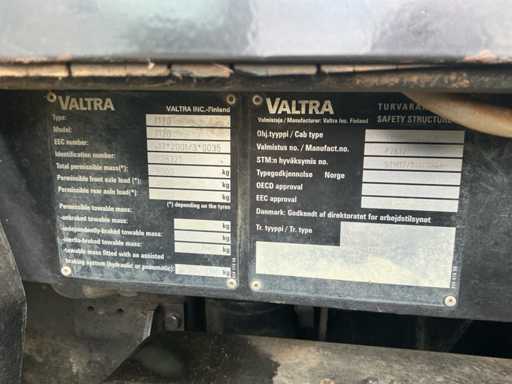 VALTRA
VALTRA INC.-Finland
Type:
Model:
EEC number:
Identification number:
Total permissible mass(*): kg
Permissible front axle load (*): kg
Permissible rear axle load(*): kg
(*) depending on the tyres
Permissible towable mass:
-unbraked towable mass: kg
-independently-braked towable mass: kg
-inertia-braked towable mass: kg
-towable mass fitted with an assisted
braking system (hydraulic or pneumatic): kg
VALTRA
SAFETY STRUCTURE
Valmistaja / Manufacturer: Valtra Inc. Finland
Ohj.tyyppi / Cab type
Valmistus no. / Manufact.no.
STM:n hyväksymis no
Typegodkjennolse Norge
OECD approval
EEC approval
Danmark: Godkendt af direktoratet for arbejdstilsynet
Tr. tyyppi / Tr. type